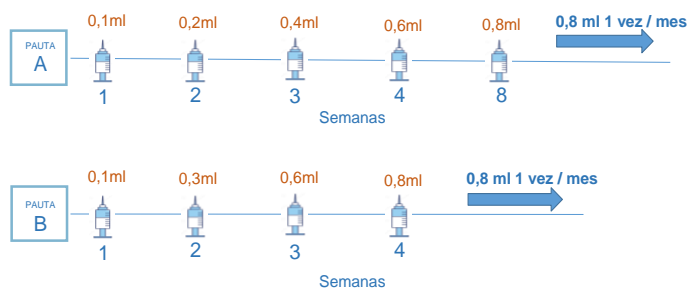 0,1ml 0,2ml 0,4ml 0,6ml 0,8ml 0,8 ml 1 vez / mes
PAUTA
A
1 2 3 4 8
Semanas
0,1ml 0,3ml 0,6ml 0,8ml 0,8 ml 1 vez / mes
PAUTA
B
1 2 3 4
Semanas